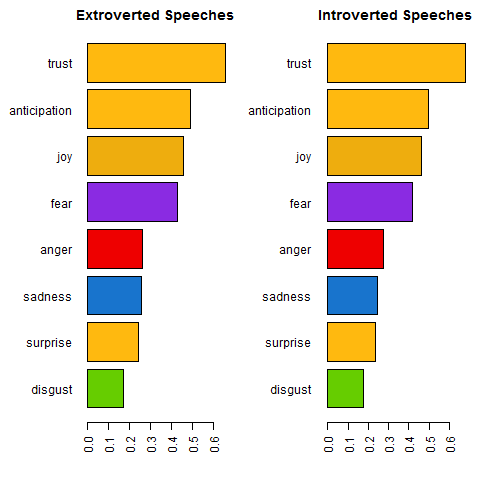 Extroverted Speeches
trust
anticipation
joy
fear
anger
sadness
surprise
disgust
0.0 0.1 0.2 0.3 0.4 0.5 0.6
Introverted Speeches
trust
anticipation
joy
fear
anger
sadness
surprise
disgust
0.0 0.1 0.2 0.3 0.4 0.5 0.6